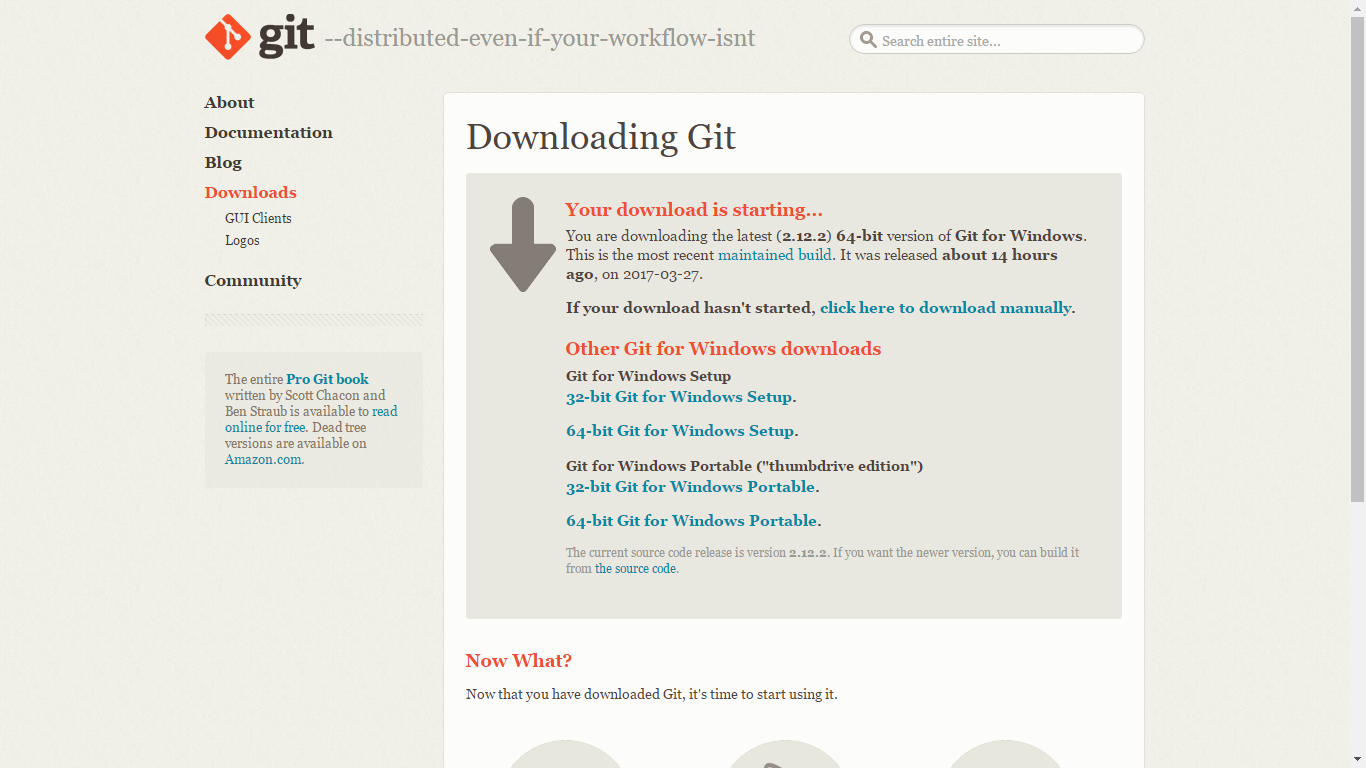 git --distributed-even-if-your-workflow-isnt
Search entire site...
About
Documentation
Blog
Downloads
GUI Clients
Logos
Community
The entire Pro Git book
written by Scott Chacon and
Ben Straub is available to read
online for free. Dead tree
versions are available on
Amazon.com.
Downloading Git
Your download is starting...
You are downloading the latest (2.12.2) 64-bit version of Git for Windows.
This is the most recent maintained build. It was released about 14 hours
ago, on 2017-03-27.
If your download hasn't started, click here to download manually.
Other Git for Windows downloads
Git for Windows Setup
32-bit Git for Windows Setup.
64-bit Git for Windows Setup.
Git for Windows Portable ("thumbdrive edition")
32-bit Git for Windows Portable.
64-bit Git for Windows Portable.
The current source code release is version 2.12.2. If you want the newer version, you can build it
from the source code.
Now What?
Now that you have downloaded Git, it's time to start using it.